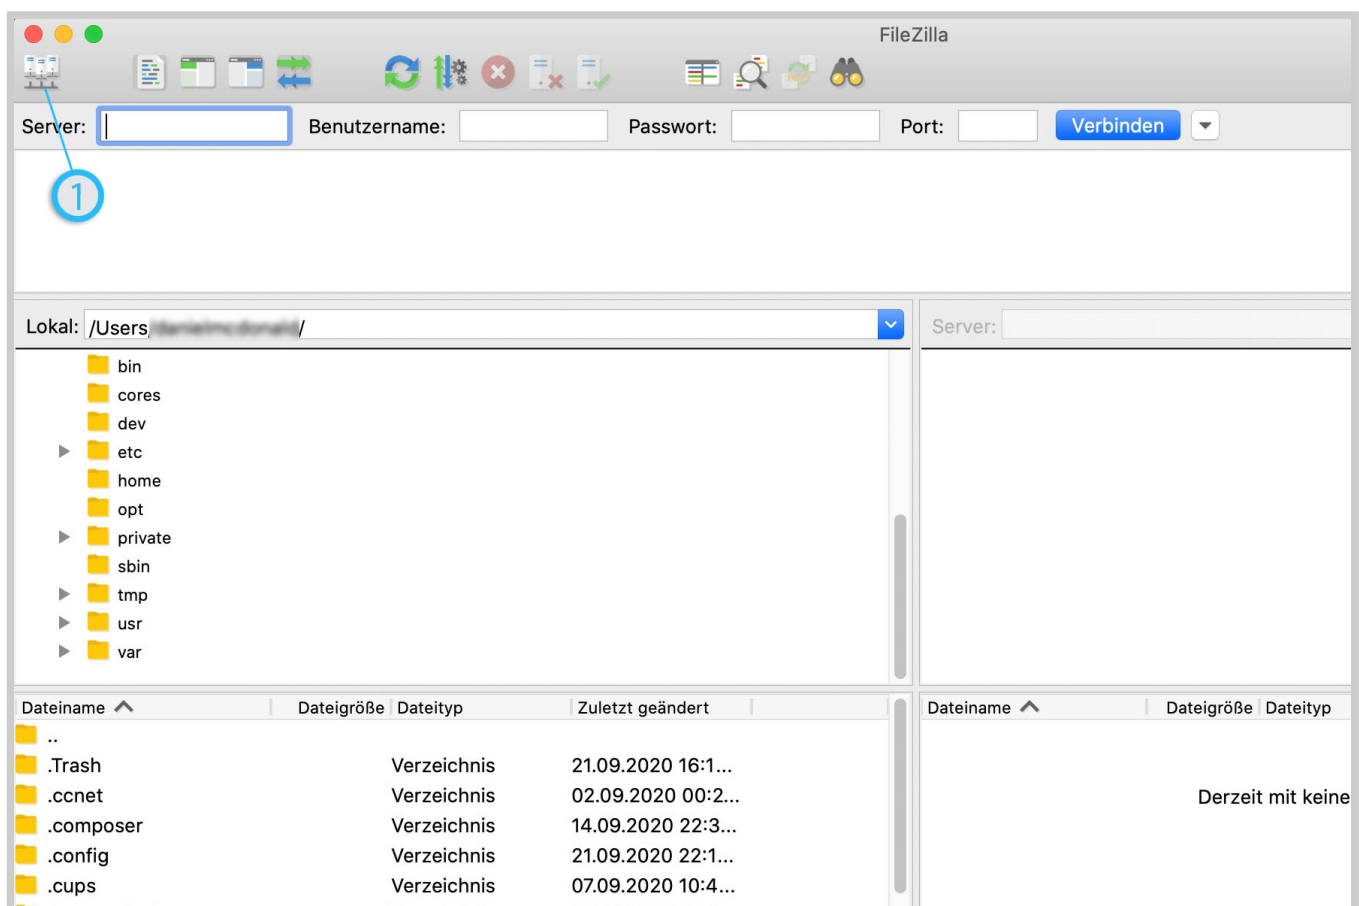 FileZilla
Server: Benutzername: Passwort: Port: Verbinden
1
Lokal: /Users/ / Server:
bin
cores
dev
etc
home
opt
private
sbin
tmp
usr
var
Dateiname Dateigröße Dateityp Zuletzt geändert Dateiname Dateigröße Dateityp
..
.Trash Verzeichnis 21.09.2020 16:1...
.ccnet Verzeichnis 02.09.2020 00:2... Derzeit mit keine
.composer Verzeichnis 14.09.2020 22:3...
.config Verzeichnis 21.09.2020 22:1...
.cups Verzeichnis 07.09.2020 10:4...